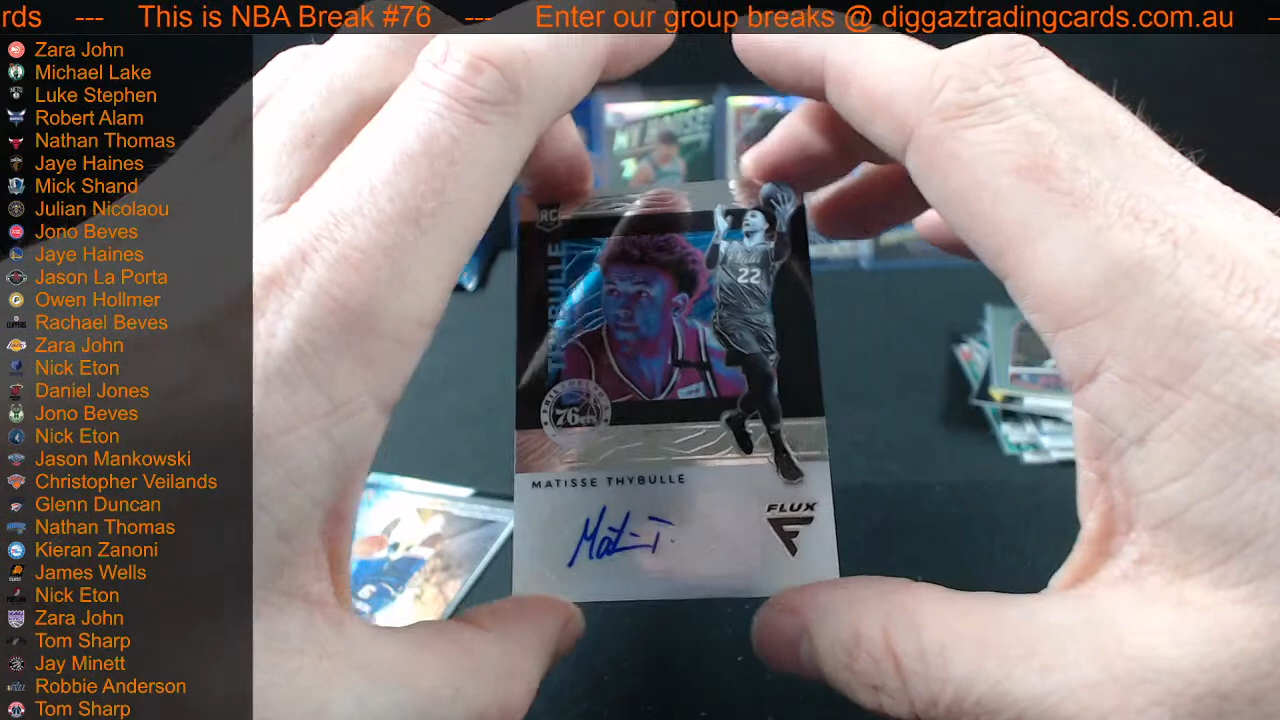 rds --- This is NBA Break #76 --- Enter our group breaks @ diggaztradingcards.com.au
Zara John
Michael Lake
Luke Stephen
Robert Alam
Nathan Thomas
Jaye Haines
Mick Shand
Julian Nicolaou
Jono Beves
Jaye Haines
Jason La Porta
Owen Hollmer
Rachael Beves
Zara John
Nick Eton
Daniel Jones
Jono Beves
Nick Eton
Jason Mankowski
Christopher Veilands
Glenn Duncan
Nathan Thomas
Kieran Zanoni
James Wells
Nick Eton
Zara John
Tom Sharp
Jay Minett
Robbie Anderson
Tom Sharp
RC
THYBULLE
22
PHILADELPHIA
76ers
MATISSE THYBULLE
FLUX